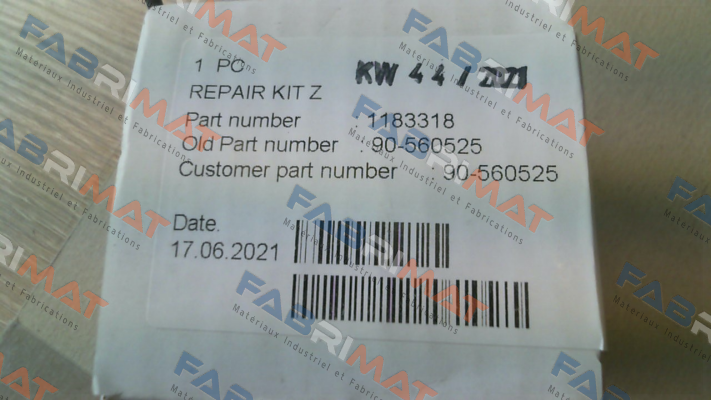 1 PC
KW 44 / 2021
REPAIR KIT Z
Part number : 1183318
Old Part number : 90-560525
Customer part number : 90-560525
Date.
17.06.2021
FABRIMAT
Materiaux Industriel et Fabrications